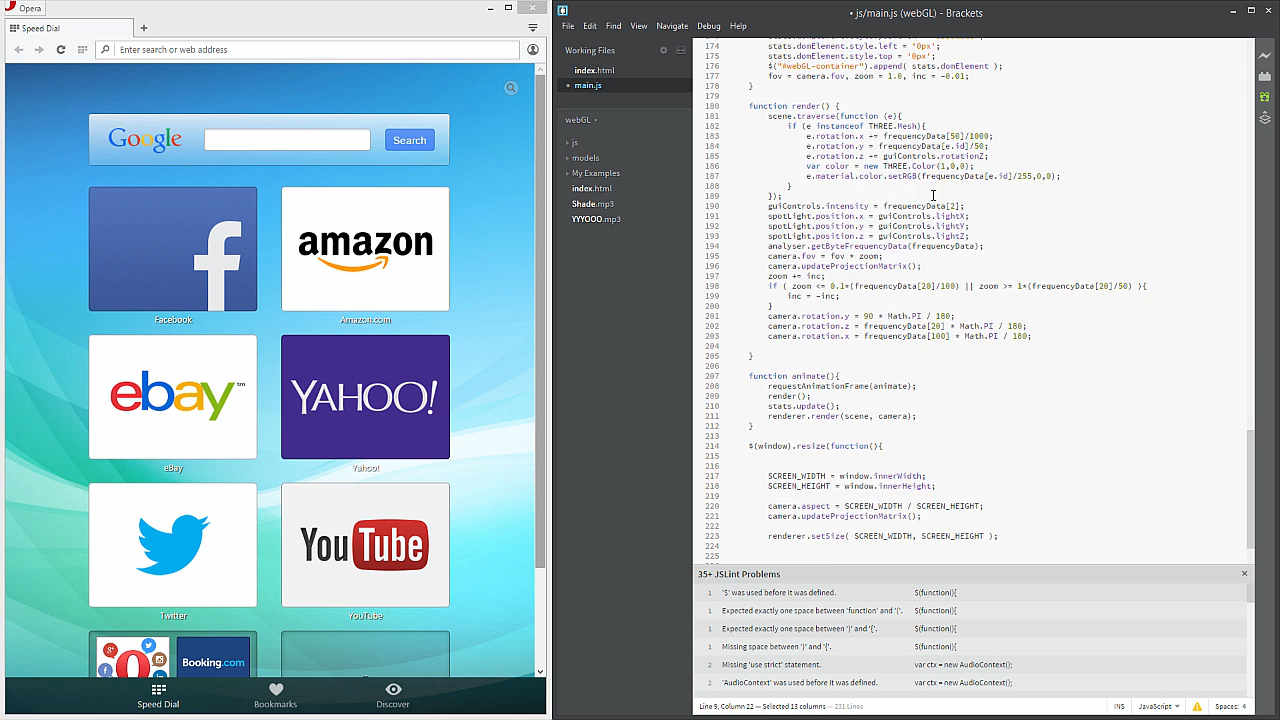 Opera
Speed Dial
Enter search or web address
Google
Search
facebook
Facebook
amazon
Amazon.com
ebay™
eBay
YAHOO!
Yahoo!
Twitter
YouTube
YouTube
Booking.com
Speed Dial
Bookmarks
Discover
• js/main.js (webGL) - Brackets
File Edit Find View Navigate Debug Help
Working Files
index.html
main.js
webGL
js
models
My Examples
index.html
Shade.mp3
YYYOOO.mp3
174 stats.domElement.style.left = '0px';
175 stats.domElement.style.top = '0px';
176 $("#webGL-container").append( stats.domElement );
177 fov = camera.fov, zoom = 1.0, inc = -0.01;
178 }
179
180 function render() {
181 scene.traverse(function (e){
182 if (e instanceof THREE.Mesh){
183 e.rotation.x += frequencyData[50]/1000;
184 e.rotation.y = frequencyData[e.id]/50;
185 e.rotation.z += guiControls.rotationZ;
186 var color = new THREE.Color(1,0,0);
187 e.material.color.setRGB(frequencyData[e.id]/255,0,0);
188 }
189 });
190 guiControls.intensity = frequencyData[2];
191 spotLight.position.x = guiControls.lightX;
192 spotLight.position.y = guiControls.lightY;
193 spotLight.position.z = guiControls.lightZ;
194 analyser.getByteFrequencyData(frequencyData);
195 camera.fov = fov * zoom;
196 camera.updateProjectionMatrix();
197 zoom += inc;
198 if ( zoom <= 0.1*(frequencyData[20]/100) || zoom >= 1*(frequencyData[20]/50) ){
199 inc = -inc;
200 }
201 camera.rotation.y = 90 * Math.PI / 180;
202 camera.rotation.z = frequencyData[20] * Math.PI / 180;
203 camera.rotation.x = frequencyData[100] * Math.PI / 180;
204
205 }
206
207 function animate(){
208 requestAnimationFrame(animate);
209 render();
210 stats.update();
211 renderer.render(scene, camera);
212 }
213
214 $(window).resize(function(){
215
216
217 SCREEN_WIDTH = window.innerWidth;
218 SCREEN_HEIGHT = window.innerHeight;
219
220 camera.aspect = SCREEN_WIDTH / SCREEN_HEIGHT;
221 camera.updateProjectionMatrix();
222
223 renderer.setSize( SCREEN_WIDTH, SCREEN_HEIGHT );
224
225
35+ JSLint Problems
1 '$' was used before it was defined. $(function(){
1 Expected exactly one space between 'function' and '('. $(function(){
1 Expected exactly one space between ')' and '{'. $(function(){
1 Missing space between ')' and '{'. $(function(){
2 Missing 'use strict' statement. var ctx = new AudioContext();
2 'AudioContext' was used before it was defined. var ctx = new AudioContext();
Line 9, Column 22 — Selected 13 columns — 231 Lines
INS JavaScript Spaces: 4